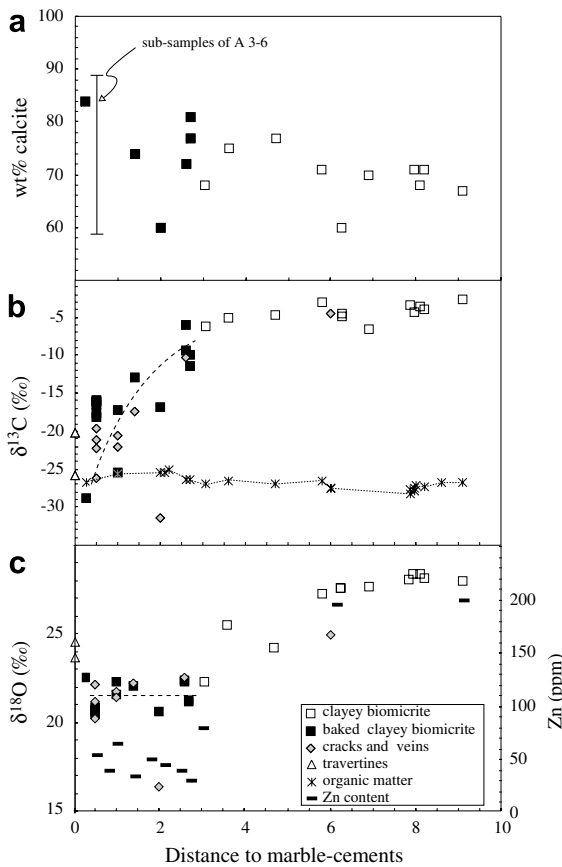 a
sub-samples of A 3-6
wt% calcite
100
90
80
70
60
b
δ¹³C (‰)
-5
-10
-15
-20
-25
-30
c
δ¹⁸O (‰)
25
20
15
Zn (ppm)
200
150
100
50
0
clayey biomicrite
baked clayey biomicrite
cracks and veins
travertines
organic matter
Zn content
0 2 4 6 8 10
Distance to marble-cements